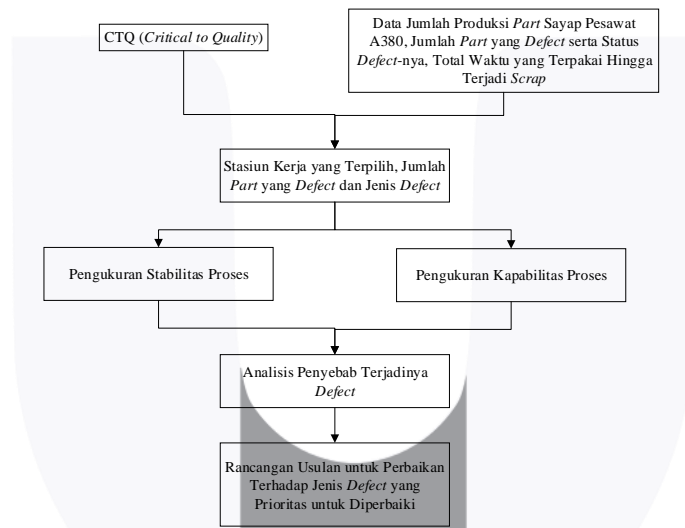 CTQ (Critical to Quality)
Data Jumlah Produksi Part Sayap Pesawat
A380, Jumlah Part yang Defect serta Status
Defect-nya, Total Waktu yang Terpakai Hingga
Terjadi Scrap
Stasiun Kerja yang Terpilih, Jumlah
Part yang Defect dan Jenis Defect
Pengukuran Stabilitas Proses
Pengukuran Kapabilitas Proses
Analisis Penyebab Terjadinya
Defect
Rancangan Usulan untuk Perbaikan
Terhadap Jenis Defect yang
Prioritas untuk Diperbaiki